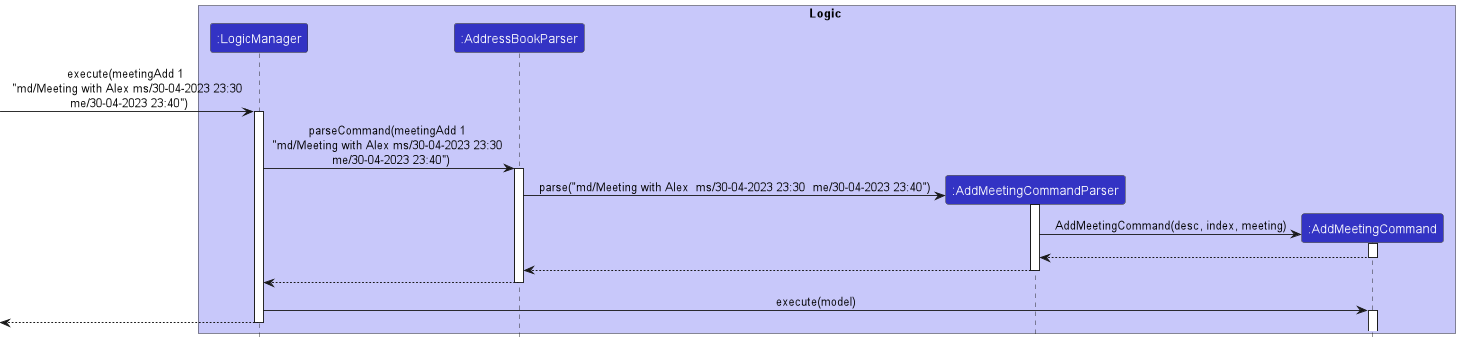 Logic
:LogicManager
:AddressBookParser
execute(meetingAdd 1
"md/Meeting with Alex ms/30-04-2023 23:30
me/30-04-2023 23:40")
parseCommand(meetingAdd 1
"md/Meeting with Alex ms/30-04-2023 23:30
me/30-04-2023 23:40")
parse("md/Meeting with Alex  ms/30-04-2023 23:30  me/30-04-2023 23:40")
:AddMeetingCommandParser
AddMeetingCommand(desc, index, meeting)
:AddMeetingCommand
execute(model)